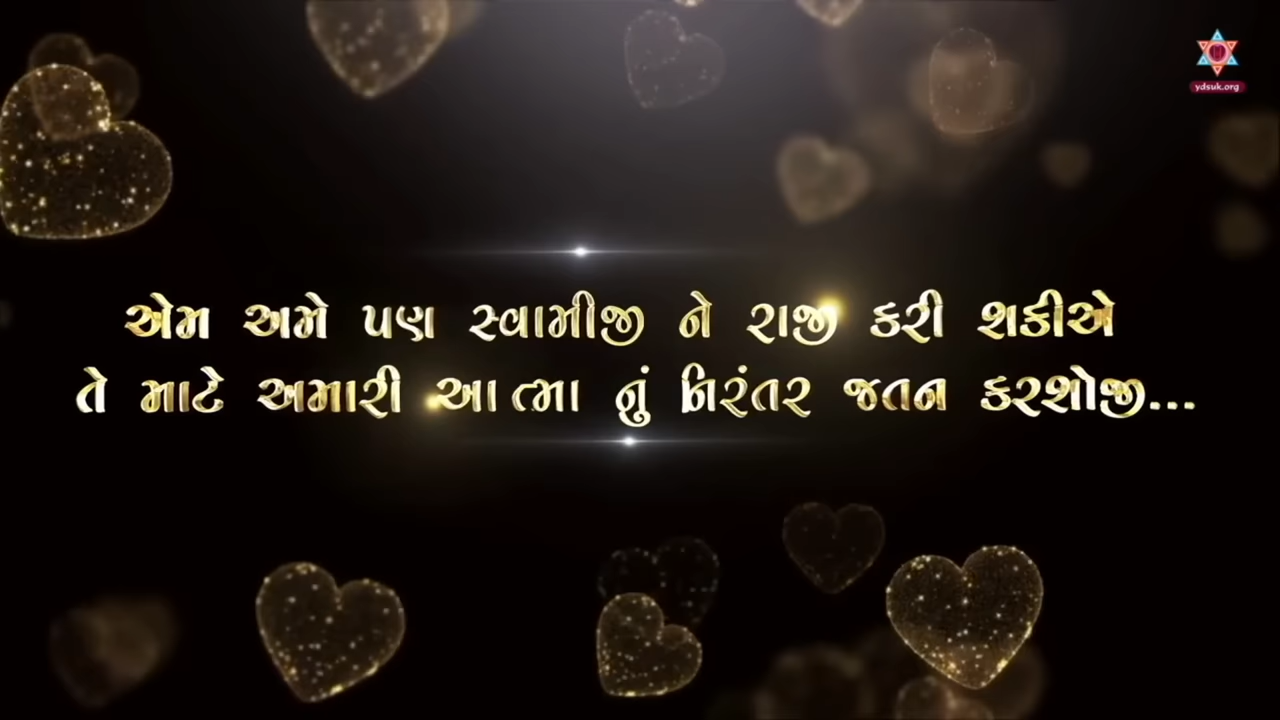 ydsuk.org
એમ અમે પણ સ્વામીજી ને રાજી કરી શકીએ
તે માટે અમારી આત્મા નું નિરંતર જતન કરશોજી...